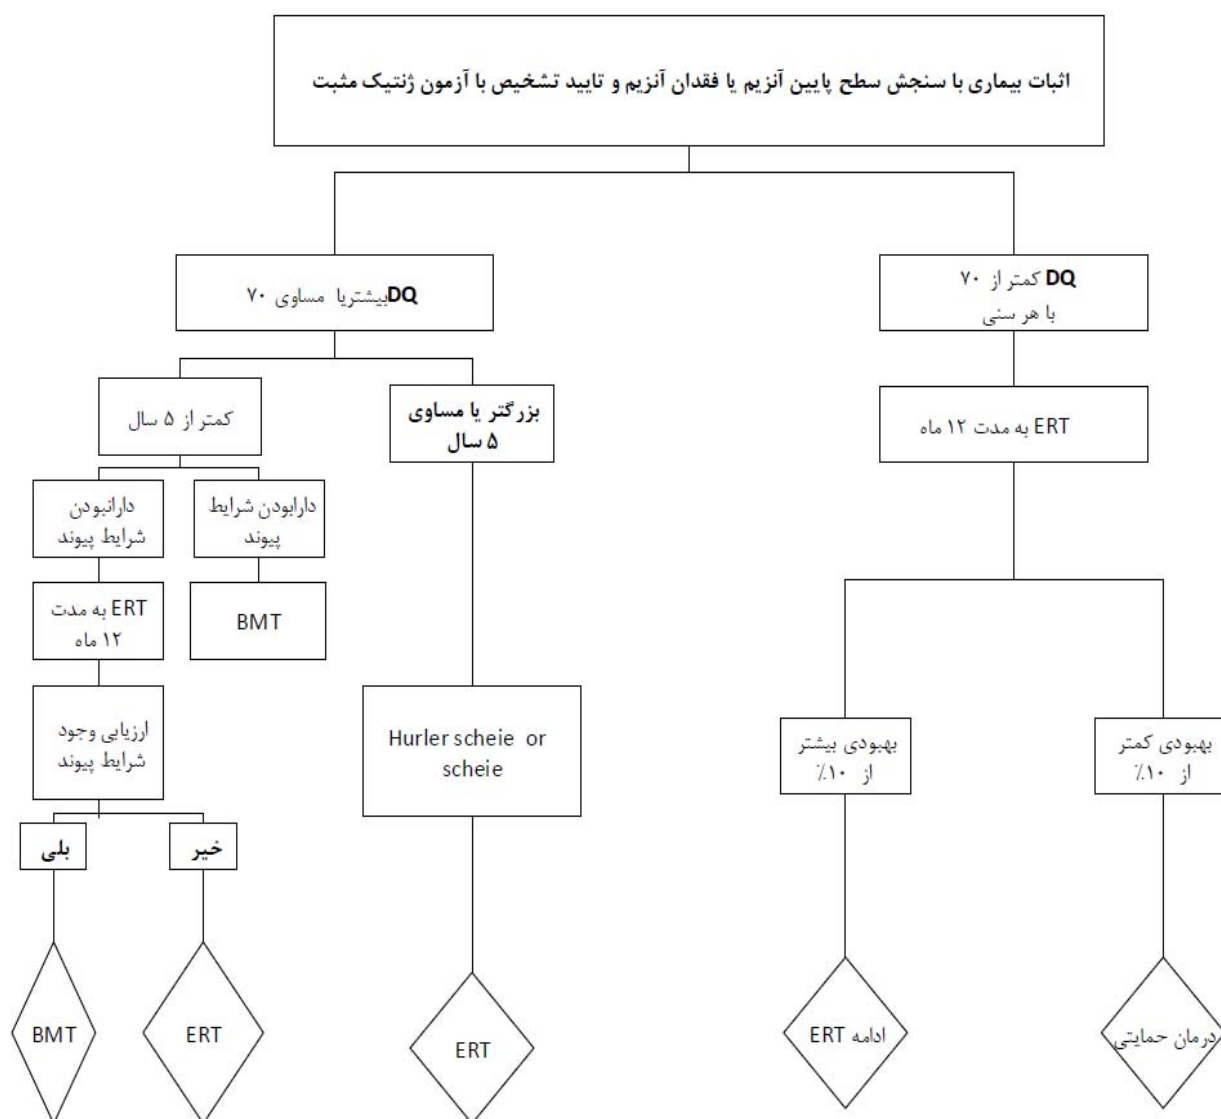 اثبات بیماری با سنجش سطح پایین آنزیم یا فقدان آنزیم و تایید تشخیص با آزمون ژنتیک مثبت
DQ کمتر از ۷۰
با هر سنی
DQبیشتریا مساوی ۷۰
ERT به مدت ۱۲ ماه
بزرگتر یا مساوی
۵ سال
کمتر از ۵ سال
دارابودن شرایط
پیوند
دارانبودن
شرایط پیوند
BMT
ERT به مدت
۱۲ ماه
Hurler scheie or
scheie
ارزیابی وجود
شرایط پیوند
بهبودی کمتر
از ۱۰٪
بهبودی بیشتر
از ۱۰٪
خیر
بلی
درمان حمایتی
ادامه ERT
ERT
ERT
BMT